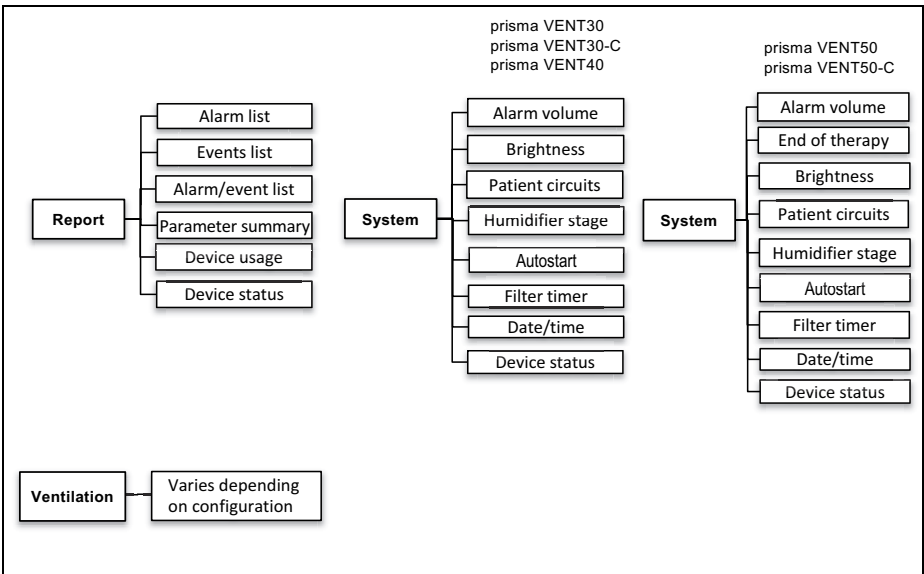 prisma VENT30
prisma VENT30-C
prisma VENT40
prisma VENT50
prisma VENT50-C
Report
Alarm list
Events list
Alarm/event list
Parameter summary
Device usage
Device status
System
Alarm volume
Brightness
Patient circuits
Humidifier stage
Autostart
Filter timer
Date/time
Device status
System
Alarm volume
End of therapy
Brightness
Patient circuits
Humidifier stage
Autostart
Filter timer
Date/time
Device status
Ventilation
Varies depending
on configuration